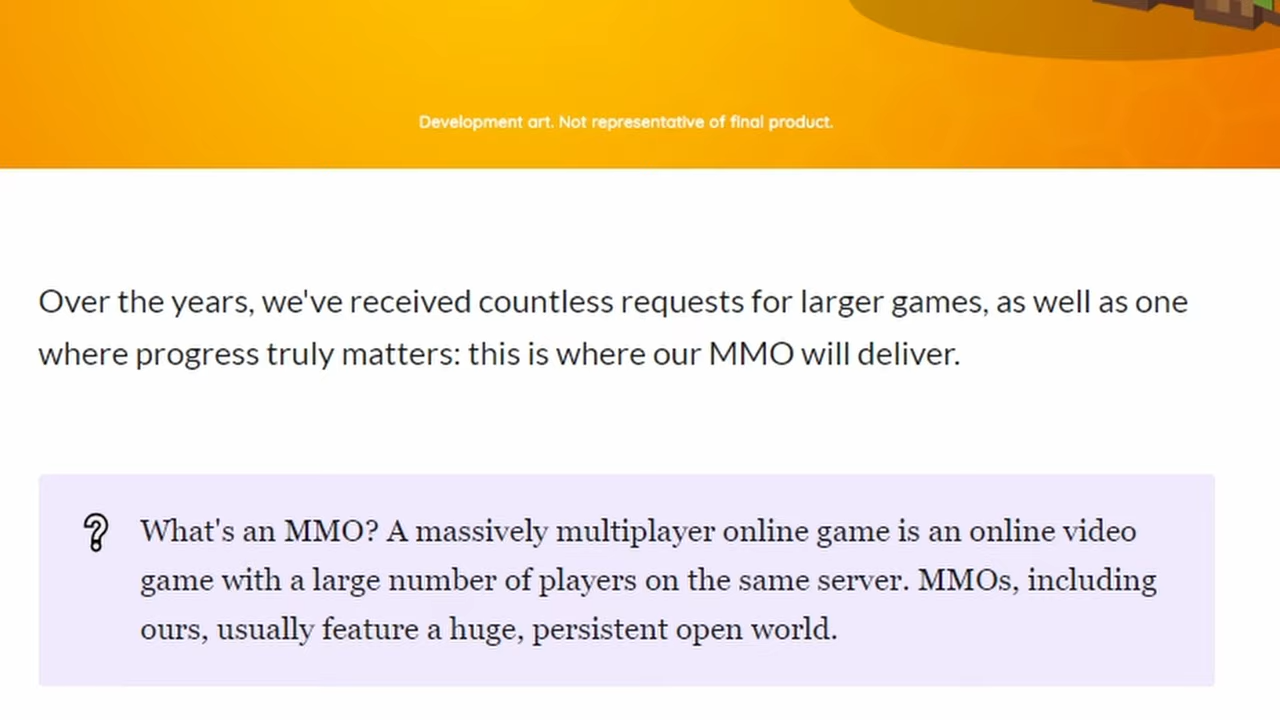 Development art. Not representative of final product.
Over the years, we've received countless requests for larger games, as well as one
where progress truly matters: this is where our MMO will deliver.
What's an MMO? A massively multiplayer online game is an online video
game with a large number of players on the same server. MMOs, including
ours, usually feature a huge, persistent open world.